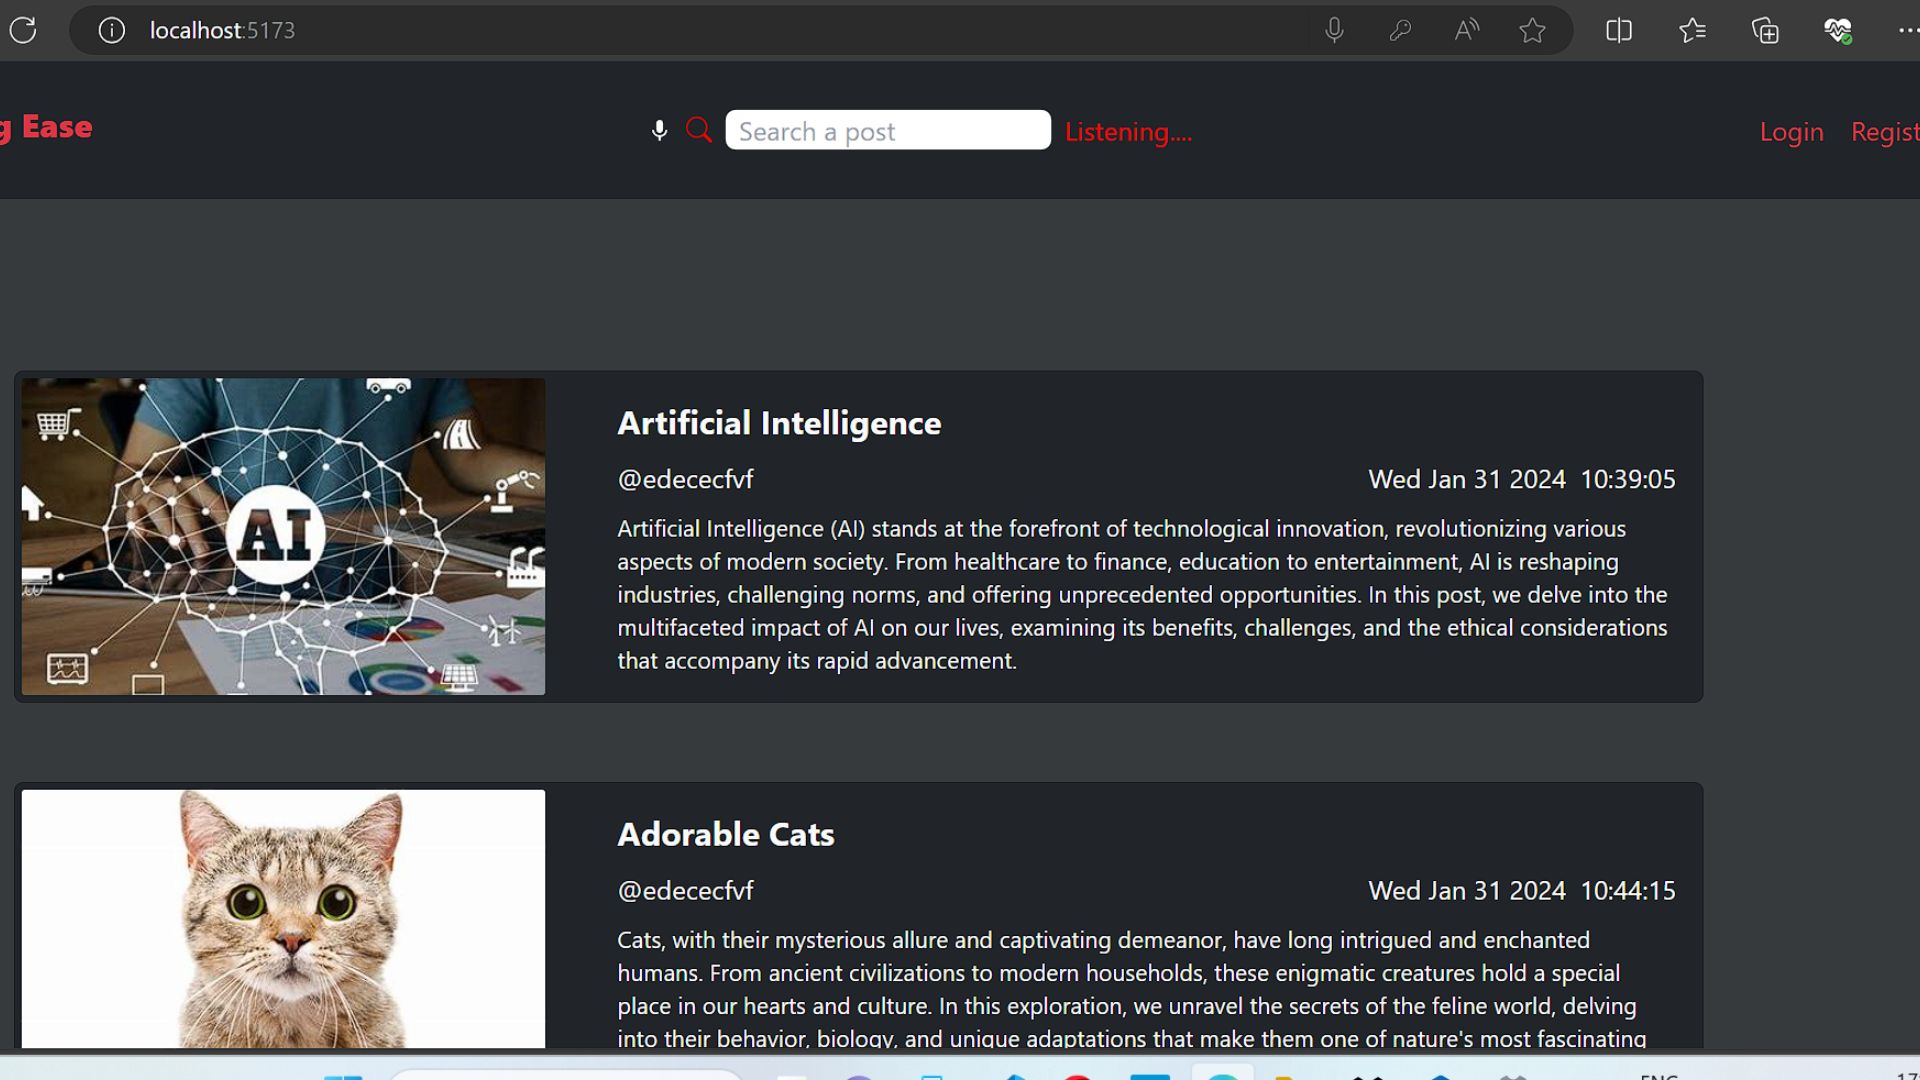 localhost:5173
g Ease
Search a post
Listening....
Login Regist
Artificial Intelligence
@edececfvf Wed Jan 31 2024 10:39:05
Artificial Intelligence (AI) stands at the forefront of technological innovation, revolutionizing various
aspects of modern society. From healthcare to finance, education to entertainment, AI is reshaping
industries, challenging norms, and offering unprecedented opportunities. In this post, we delve into the
multifaceted impact of AI on our lives, examining its benefits, challenges, and the ethical considerations
that accompany its rapid advancement.
AI
Adorable Cats
@edececfvf Wed Jan 31 2024 10:44:15
Cats, with their mysterious allure and captivating demeanor, have long intrigued and enchanted
humans. From ancient civilizations to modern households, these enigmatic creatures hold a special
place in our hearts and culture. In this exploration, we unravel the secrets of the feline world, delving
into their behavior, biology, and unique adaptations that make them one of nature's most fascinating
ENG